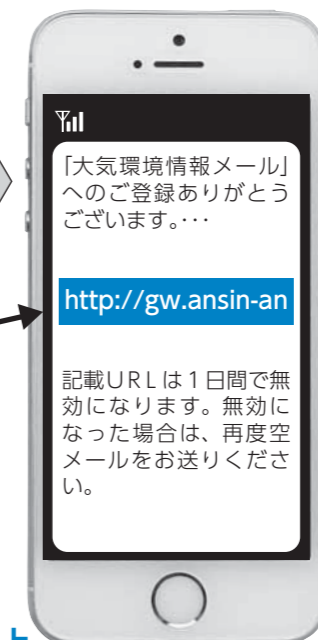 「大気環境情報メール」
へのご登録ありがとう
ございます。・・・
http://gw.ansin-an
記載URLは1日間で無
効になります。無効に
なった場合は、再度空
メールをお送りくださ
い。